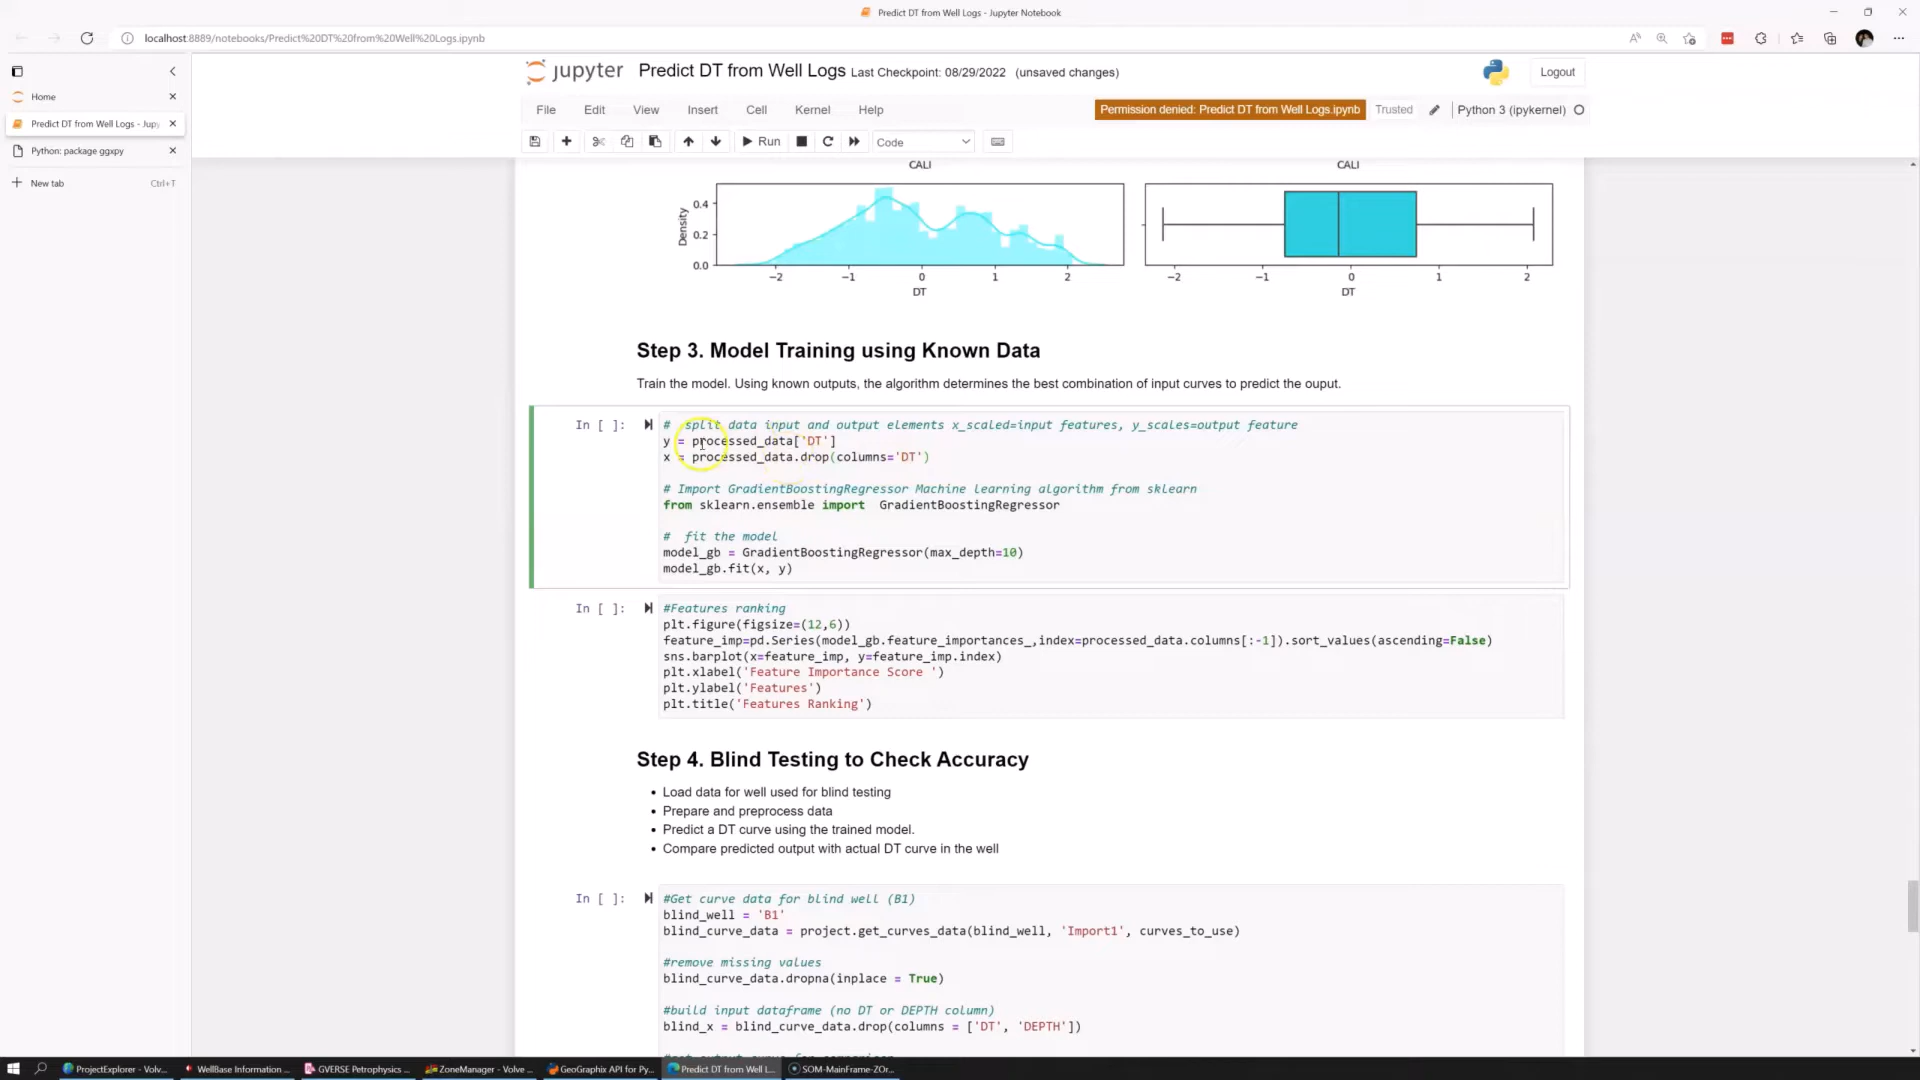 Predict DT from Well Logs - Jupyter Notebook
localhost:8889/notebooks/Predict%20DT%20from%20Well%20Logs.ipynb
Home
Predict DT from Well Logs - Jupy
Python: package ggxpy
New tab Ctrl+T
jupyter Predict DT from Well Logs Last Checkpoint: 08/29/2022 (unsaved changes) Logout
File Edit View Insert Cell Kernel Help Permission denied: Predict DT from Well Logs.ipynb Trusted Python 3 (ipykernel)
Run Code
CALI CALI
Density
0.4
0.2
0.0
−2 −1 0 1 2 −2 −1 0 1 2
DT DT
Step 3. Model Training using Known Data
Train the model. Using known outputs, the algorithm determines the best combination of input curves to predict the ouput.
In [ ]: # split data input and output elements x_scaled=input features, y_scales=output feature
y = processed_data['DT']
x = processed_data.drop(columns='DT')
# Import GradientBoostingRegressor Machine learning algorithm from sklearn
from sklearn.ensemble import GradientBoostingRegressor
# fit the model
model_gb = GradientBoostingRegressor(max_depth=10)
model_gb.fit(x, y)
In [ ]: #Features ranking
plt.figure(figsize=(12,6))
feature_imp=pd.Series(model_gb.feature_importances_,index=processed_data.columns[:-1]).sort_values(ascending=False)
sns.barplot(x=feature_imp, y=feature_imp.index)
plt.xlabel('Feature Importance Score ')
plt.ylabel('Features')
plt.title('Features Ranking')
Step 4. Blind Testing to Check Accuracy
• Load data for well used for blind testing
• Prepare and preprocess data
• Predict a DT curve using the trained model.
• Compare predicted output with actual DT curve in the well
In [ ]: #Get curve data for blind well (B1)
blind_well = 'B1'
blind_curve_data = project.get_curves_data(blind_well, 'Import1', curves_to_use)
#remove missing values
blind_curve_data.dropna(inplace = True)
#build input dataframe (no DT or DEPTH column)
blind_x = blind_curve_data.drop(columns = ['DT', 'DEPTH'])
ProjectExplorer - Volv... WellBase Information ... GVERSE Petrophysics ... ZoneManager - Volve ... GeoGraphix API for Py... Predict DT from Well L... SOM-MainFrame-ZOr...